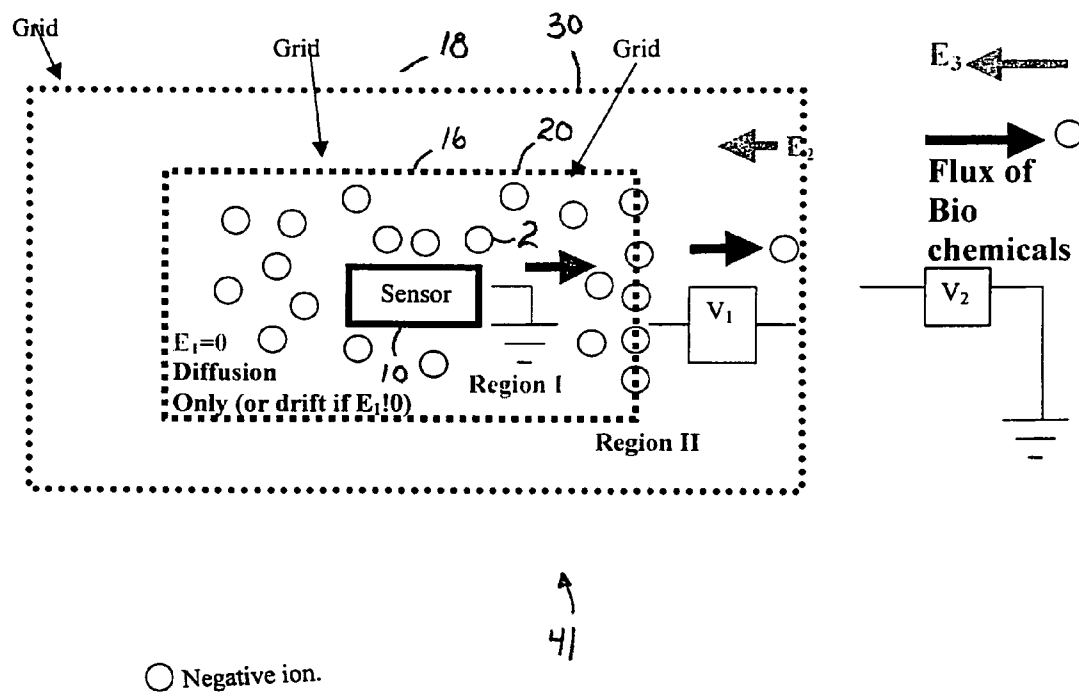 Grid
Grid
18
30
Grid
E3
16
20
E2
Flux of
Bio
chemicals
2
Sensor
V1
V2
E1=0
Diffusion
Only (or drift if E1!0)
10
Region I
Region II
41
Negative ion.